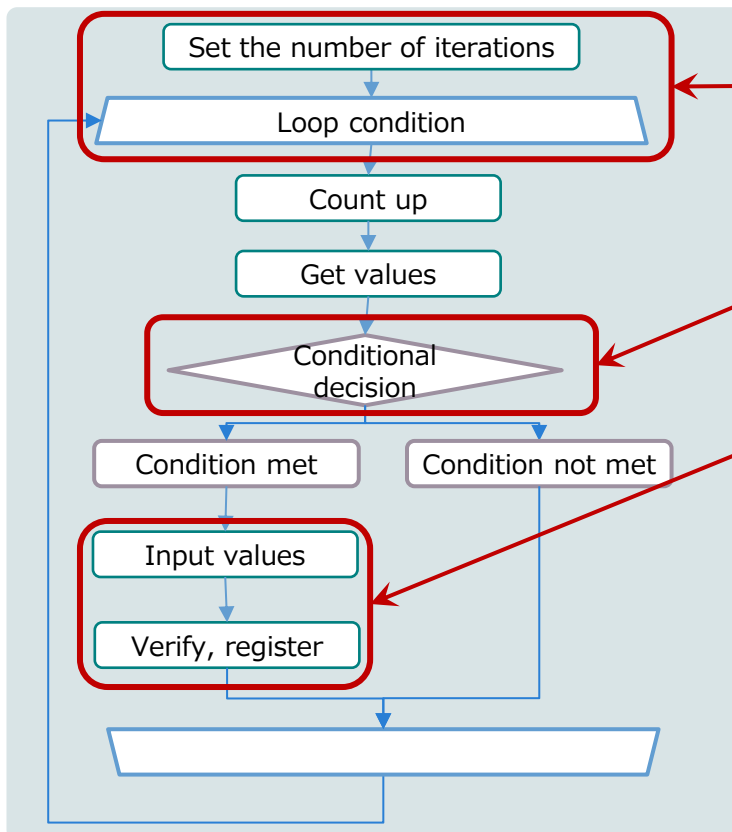 Set the number of iterations
Loop condition
Count up
Get values
Conditional
decision
Condition met
Condition not met
Input values
Verify, register